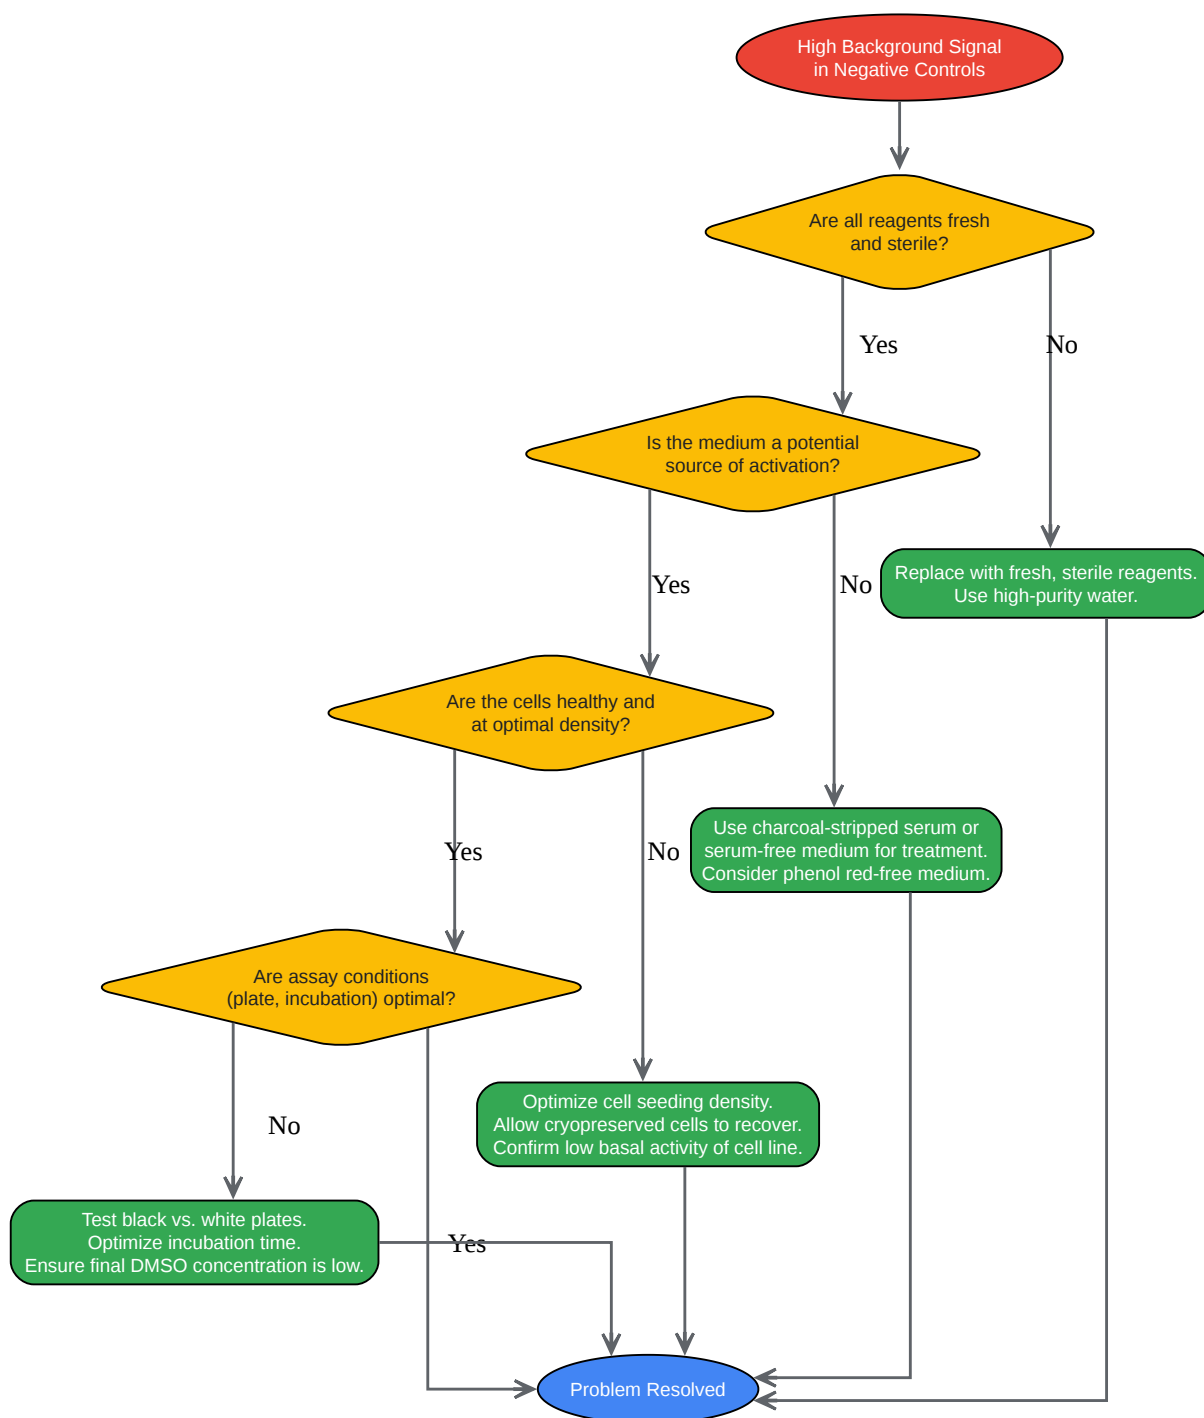 High Background Signal
in Negative Controls
Are all reagents fresh
and sterile?
Yes
No
Is the medium a potential
source of activation?
Yes
No
Replace with fresh, sterile reagents.
Use high-purity water.
Are the cells healthy and
at optimal density?
Yes
No
Use charcoal-stripped serum or
serum-free medium for treatment.
Consider phenol red-free medium.
Are assay conditions
(plate, incubation) optimal?
No
Yes
Optimize cell seeding density.
Allow cryopreserved cells to recover.
Confirm low basal activity of cell line.
Test black vs. white plates.
Optimize incubation time.
Ensure final DMSO concentration is low.
Problem Resolved